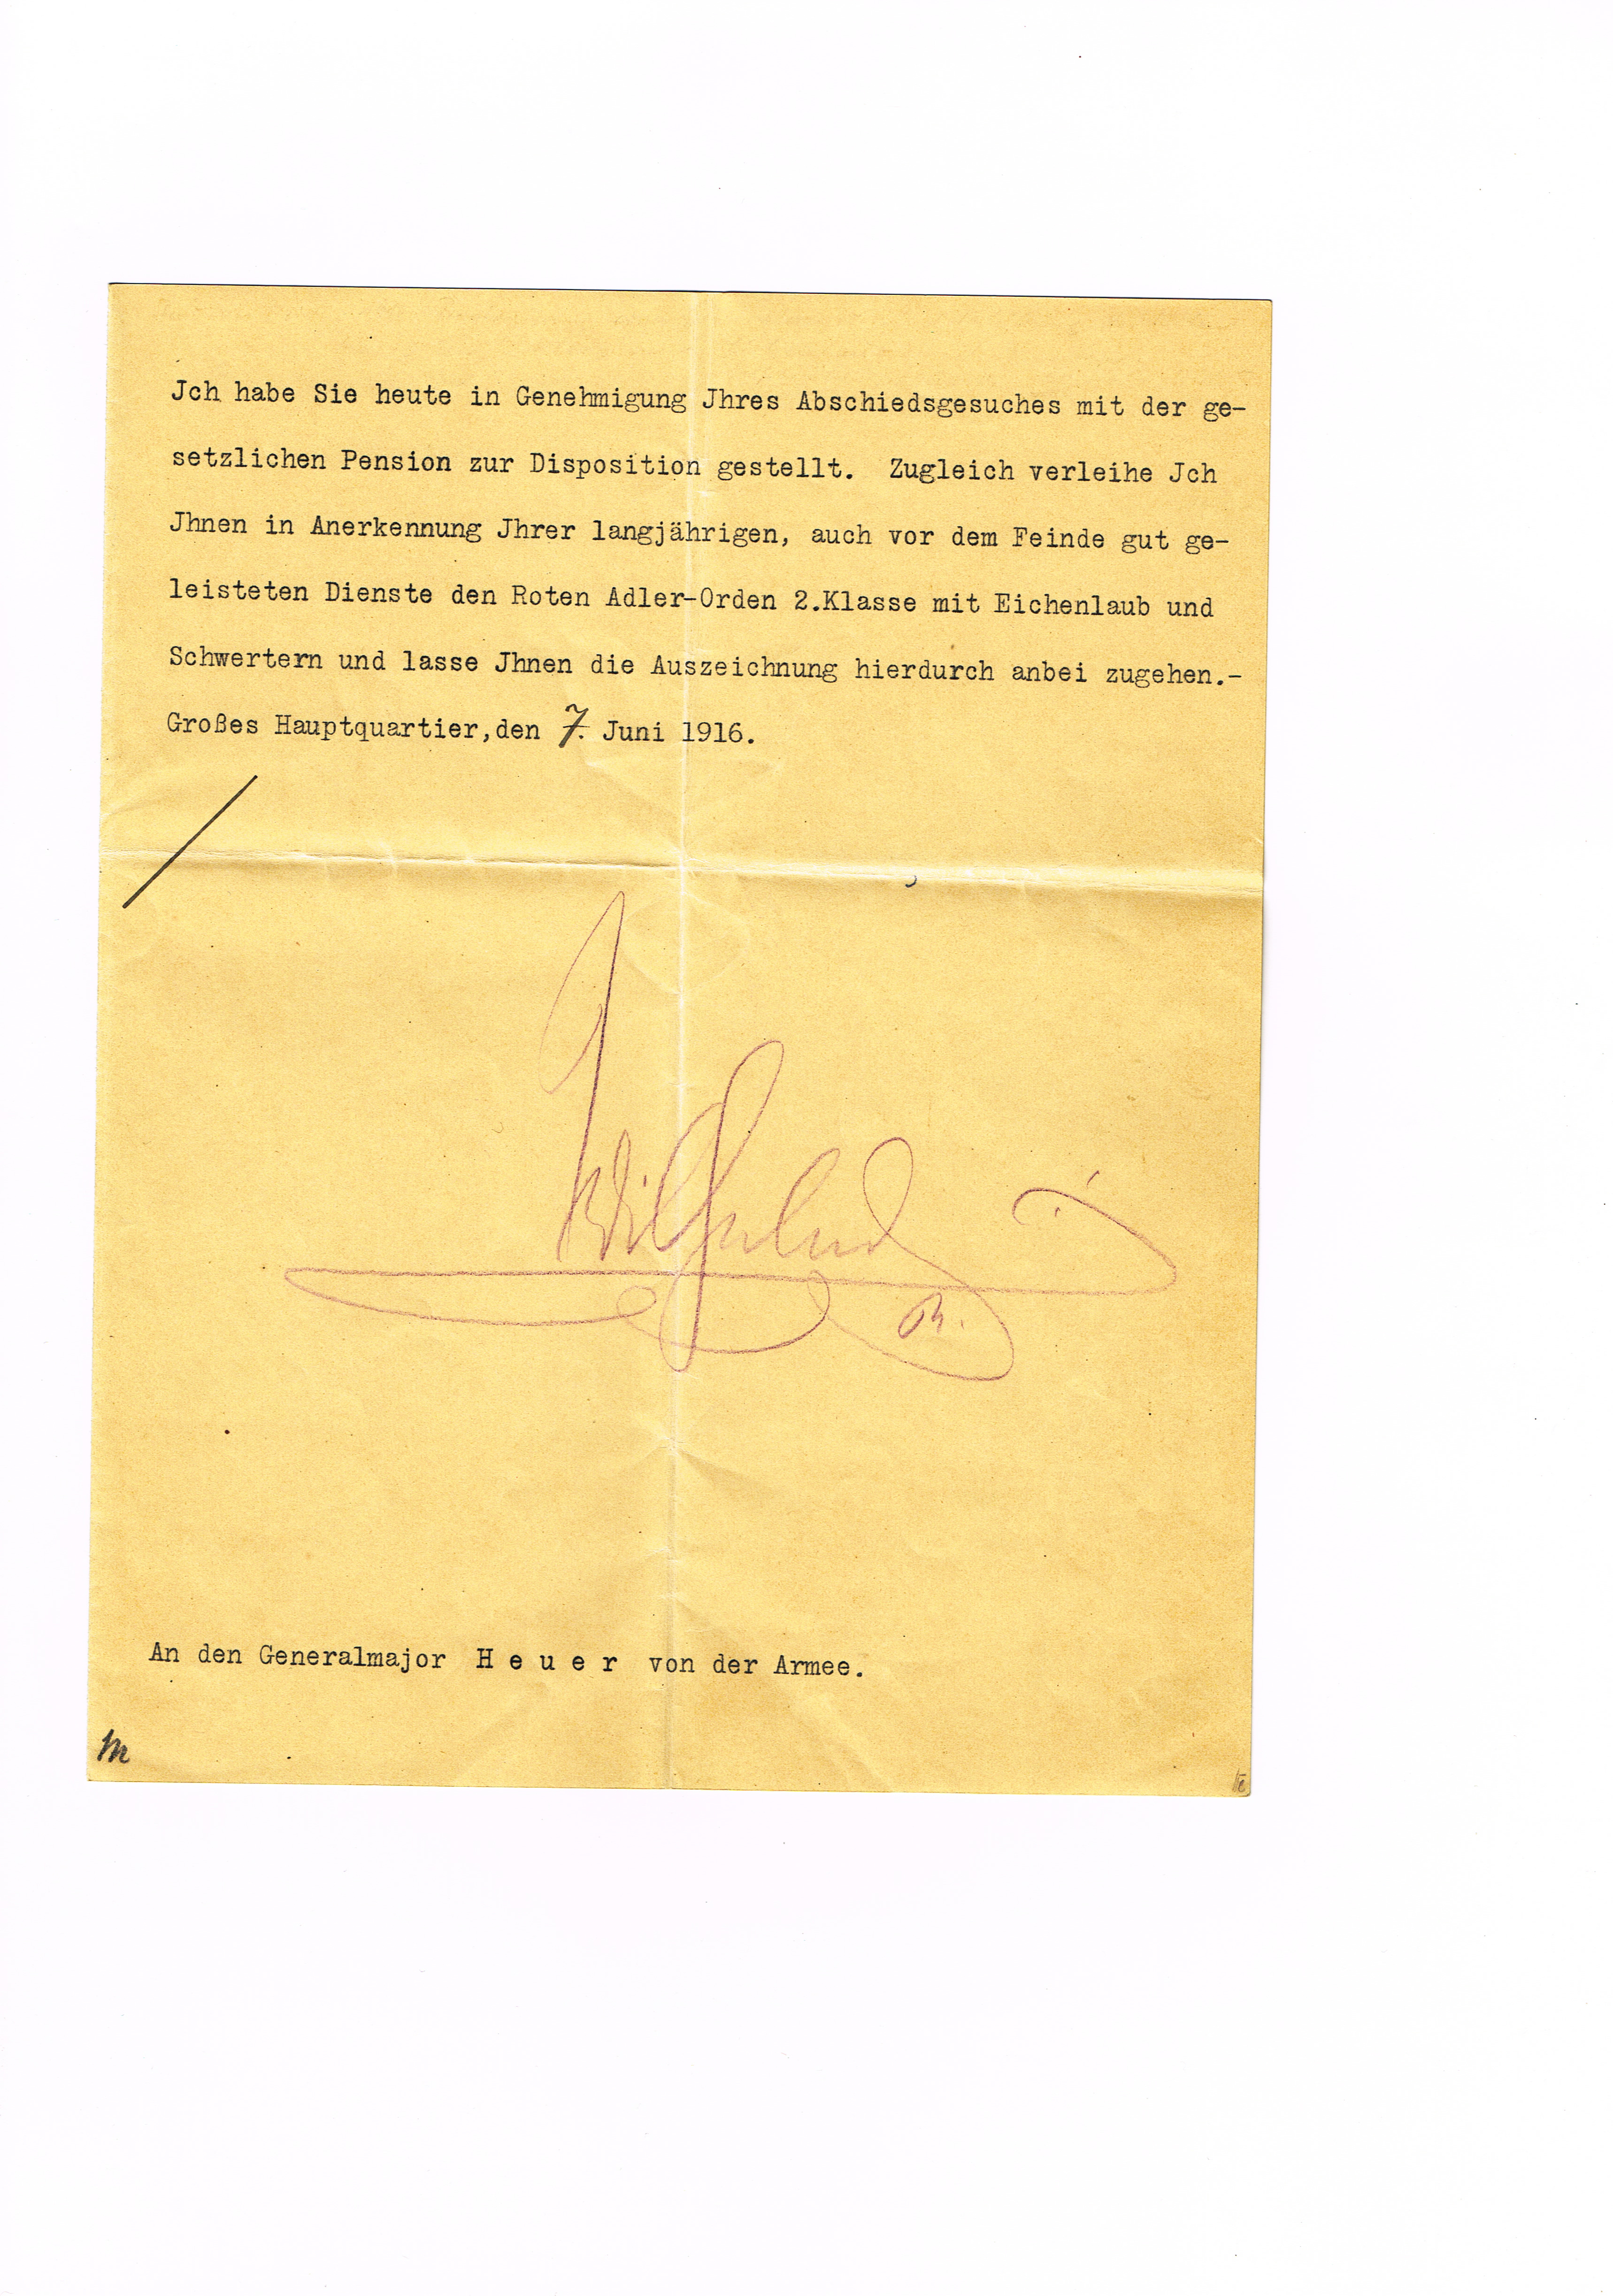 Jch habe Sie heute in Genehmigung Jhres Abschiedsgesuches mit der ge-
setzlichen Pension zur Disposition gestellt. Zugleich verleihe Jch
Jhnen in Anerkennung Jhrer langjährigen, auch vor dem Feinde gut ge-
leisteten Dienste den Roten Adler-Orden 2.Klasse mit Eichenlaub und
Schwertern und lasse Jhnen die Auszeichnung hierdurch anbei zugehen.-
Großes Hauptquartier,den 7. Juni 1916.
Wilhelm
R.
An den Generalmajor H e u e r von der Armee.